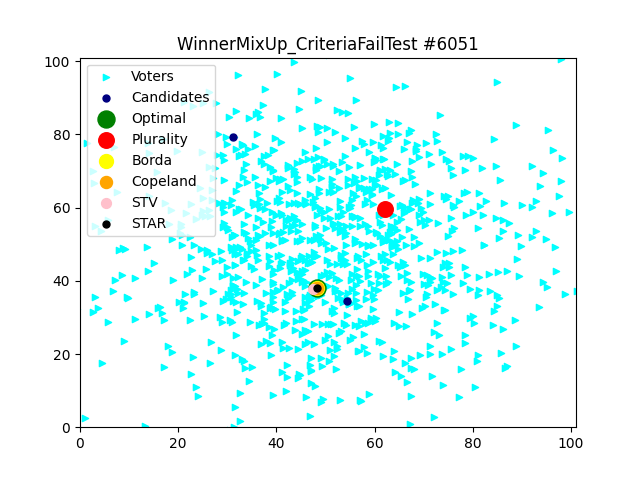 WinnerMixUp_CriteriaFailTest #6051
100
80
60
40
20
0
Voters
Candidates
Optimal
Plurality
Borda
Copeland
STV
STAR
0 20 40 60 80 100